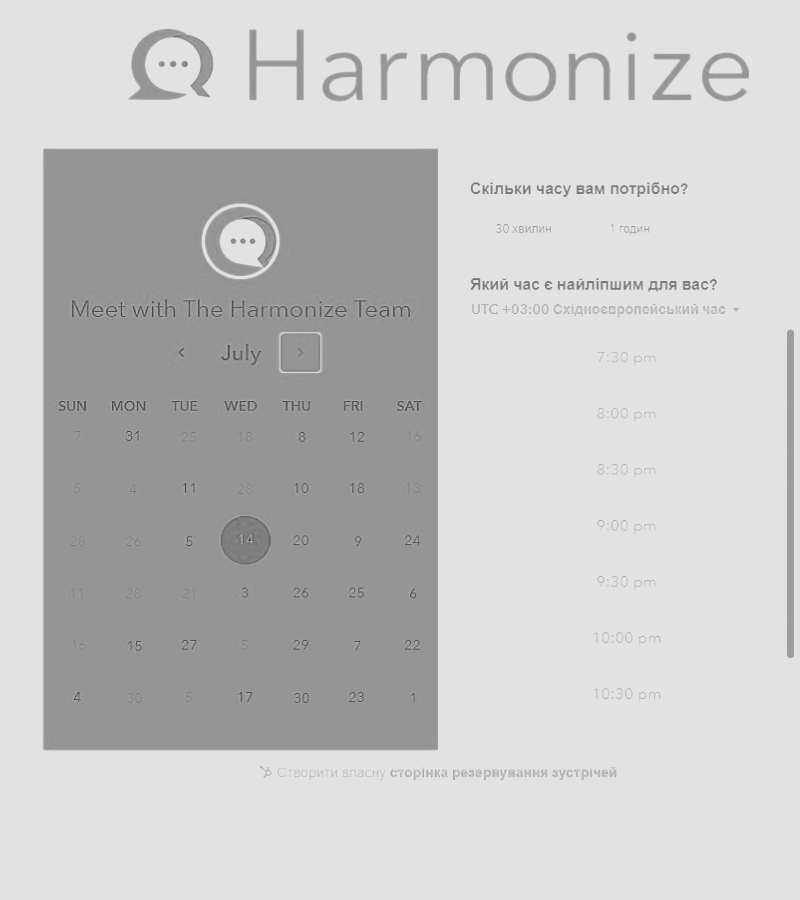 Harmonize
Meet with The Harmonize Team
July
SUN MON TUE WED THU FRI SAT
7 31 25 18 8 12 16
5 4 11 28 10 18 13
28 26 5 14 20 9 24
11 28 21 3 26 25 6
16 15 27 5 29 7 22
4 30 5 17 30 23 1
Скільки часу вам потрібно?
30 хвилин 1 годин
Який час є найліпшим для вас?
UTC +03:00 Східноєвропейський час
7:30 pm
8:00 pm
8:30 pm
9:00 pm
9:30 pm
10:00 pm
10:30 pm
Створити власну сторінка резервування зустрічей